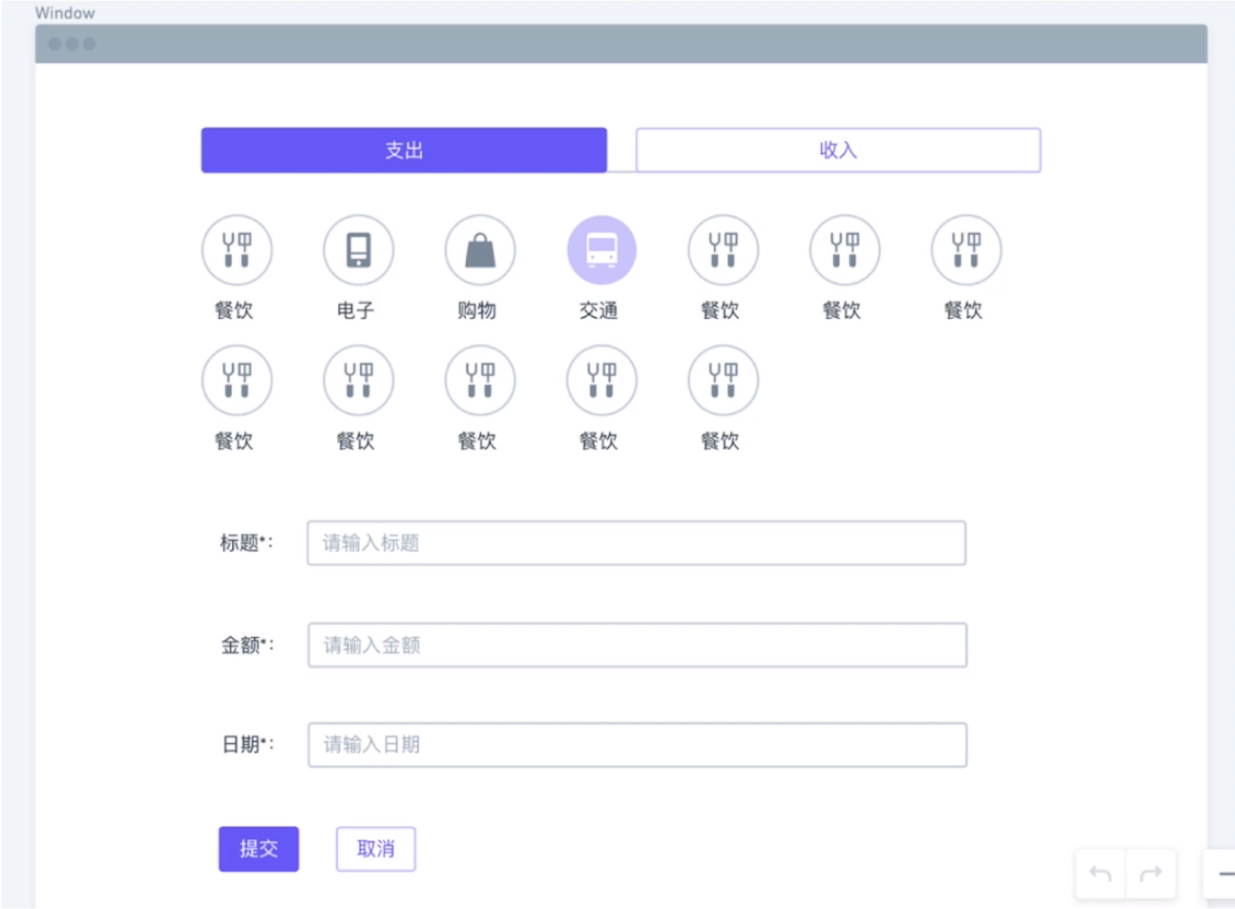 Window
支出 收入
餐饮 电子 购物 交通 餐饮 餐饮 餐饮
餐饮 餐饮 餐饮 餐饮 餐饮
标题*: 请输入标题
金额*: 请输入金额
日期*: 请输入日期
提交 取消